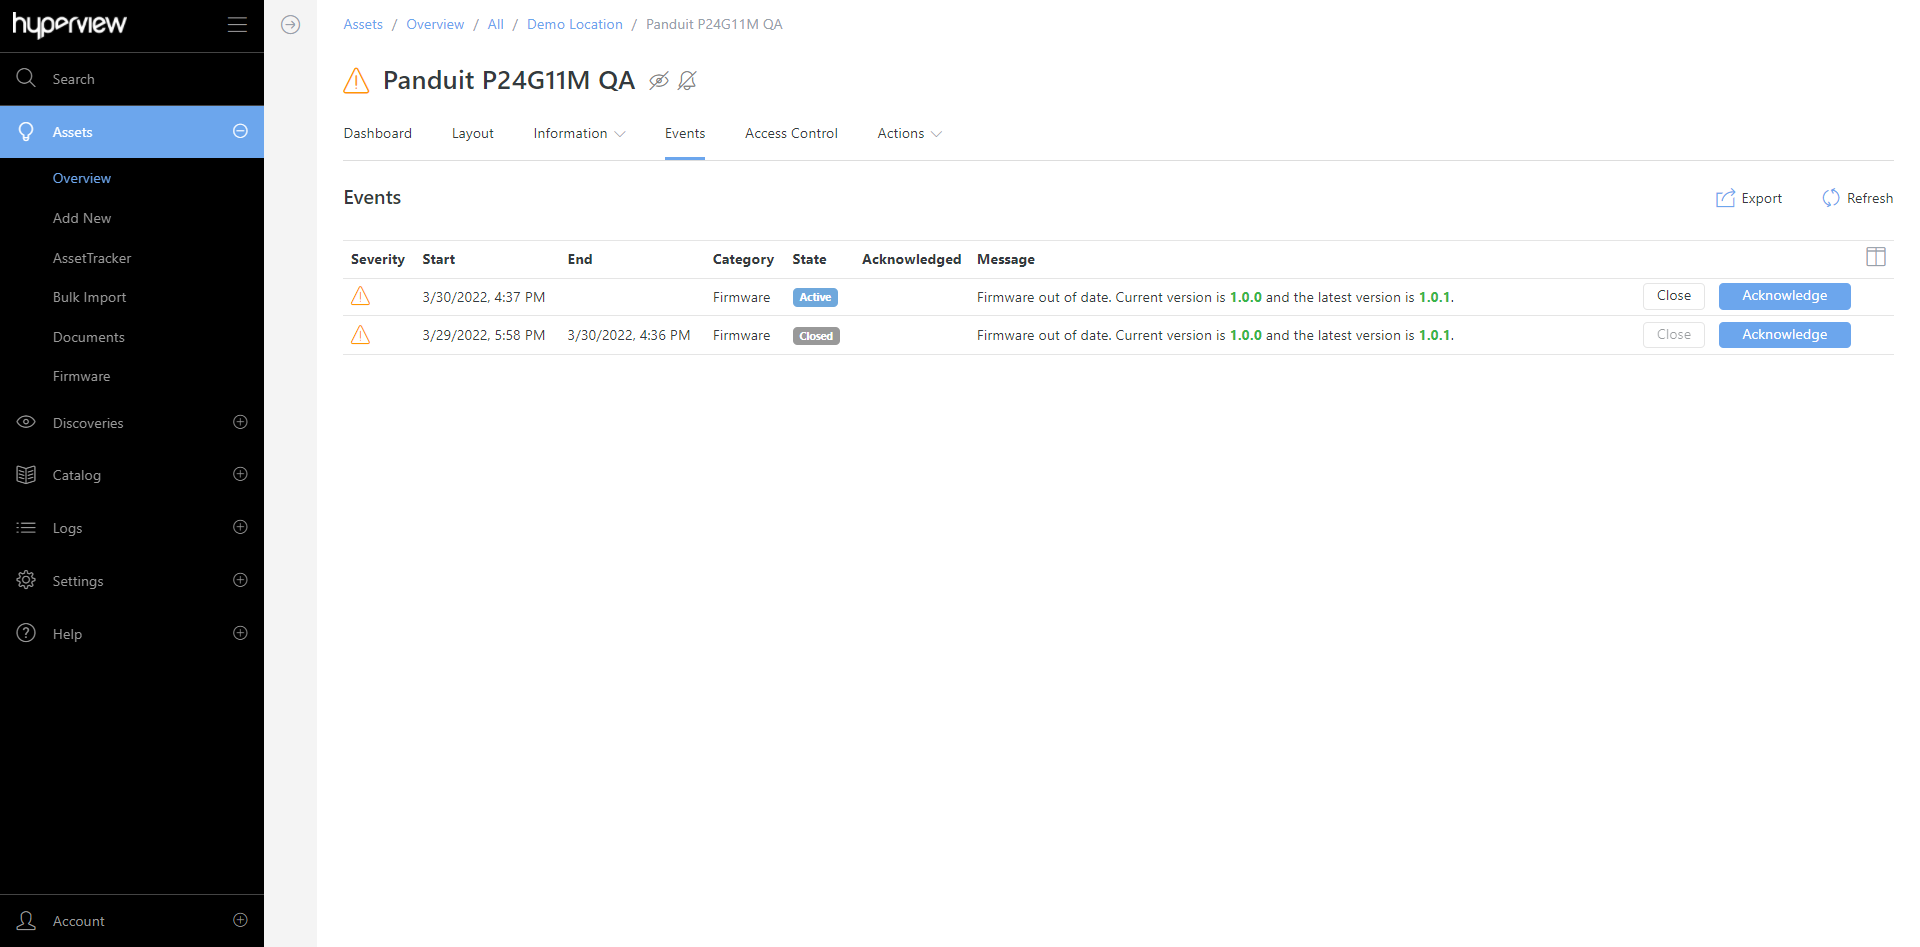 hyperview
Search
Assets
Overview
Add New
AssetTracker
Bulk Import
Documents
Firmware
Discoveries
Catalog
Logs
Settings
Help
Account
Assets / Overview / All / Demo Location / Panduit P24G11M QA
Panduit P24G11M QA
Dashboard Layout Information Events Access Control Actions
Events Export Refresh
Severity Start End Category State Acknowledged Message
3/30/2022, 4:37 PM Firmware Active Firmware out of date. Current version is 1.0.0 and the latest version is 1.0.1. Close Acknowledge
3/29/2022, 5:58 PM 3/30/2022, 4:36 PM Firmware Closed Firmware out of date. Current version is 1.0.0 and the latest version is 1.0.1. Close Acknowledge